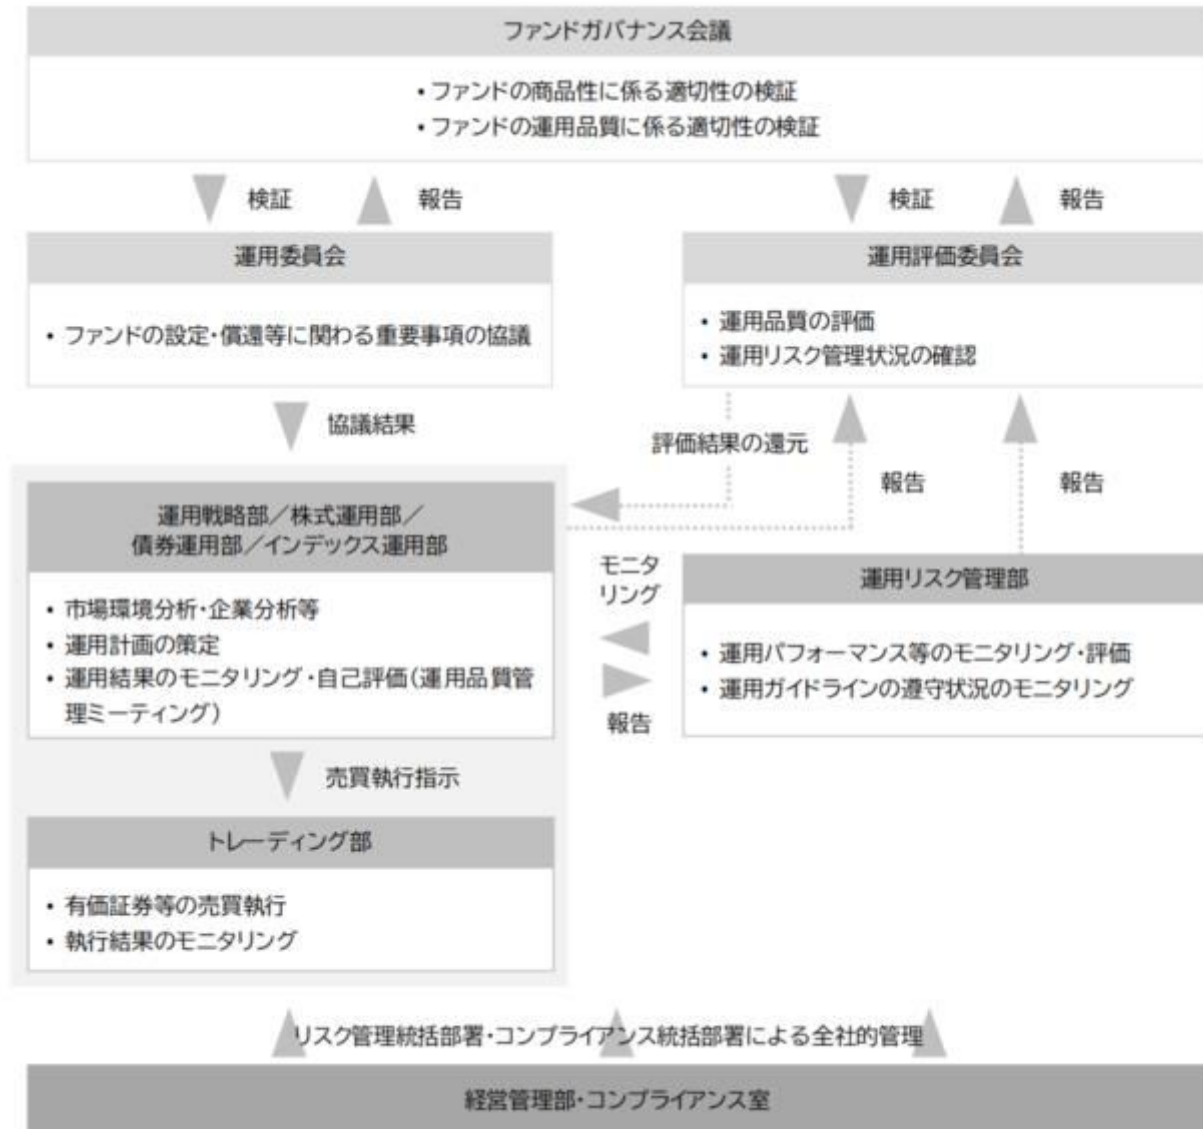 ファンドガバナンス会議
・ファンドの商品性に係る適切性の検証
・ファンドの運用品質に係る適切性の検証
検証
報告
検証
報告
運用委員会
・ファンドの設定・償還等に関わる重要事項の協議
運用評価委員会
・運用品質の評価
・運用リスク管理状況の確認
協議結果
評価結果の還元
報告
報告
運用戦略部／株式運用部／
債券運用部／インデックス運用部
・市場環境分析・企業分析等
・運用計画の策定
・運用結果のモニタリング・自己評価（運用品質管
理ミーティング）
モニタ
リング
報告
運用リスク管理部
・運用パフォーマンス等のモニタリング・評価
・運用ガイドラインの遵守状況のモニタリング
売買執行指示
トレーディング部
・有価証券等の売買執行
・執行結果のモニタリング
リスク管理統括部署・コンプライアンス統括部署による全社的管理
経営管理部・コンプライアンス室